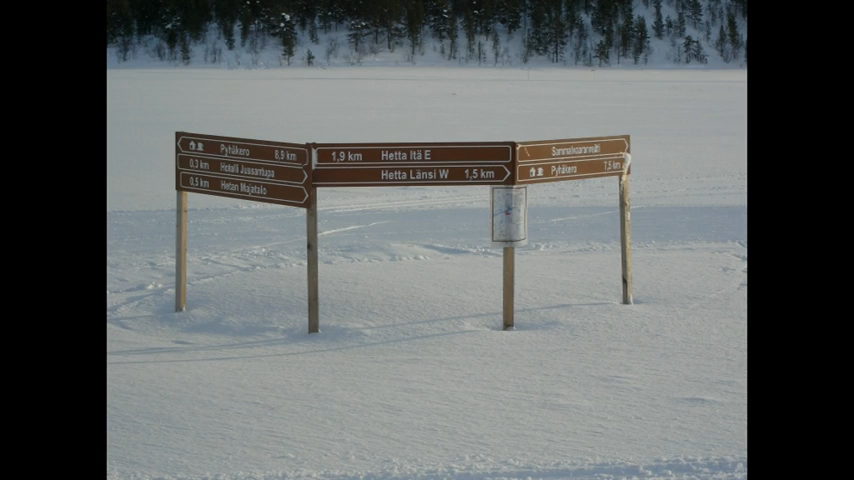 Pyhäkero 8,9 km
0.3 km Hotelli Jussantupa
0,5 km Hetan Majatalo
1,9 km Hetta Itä E
Hetta Länsi W 1,5 km
Pyhäkero 7,5 km